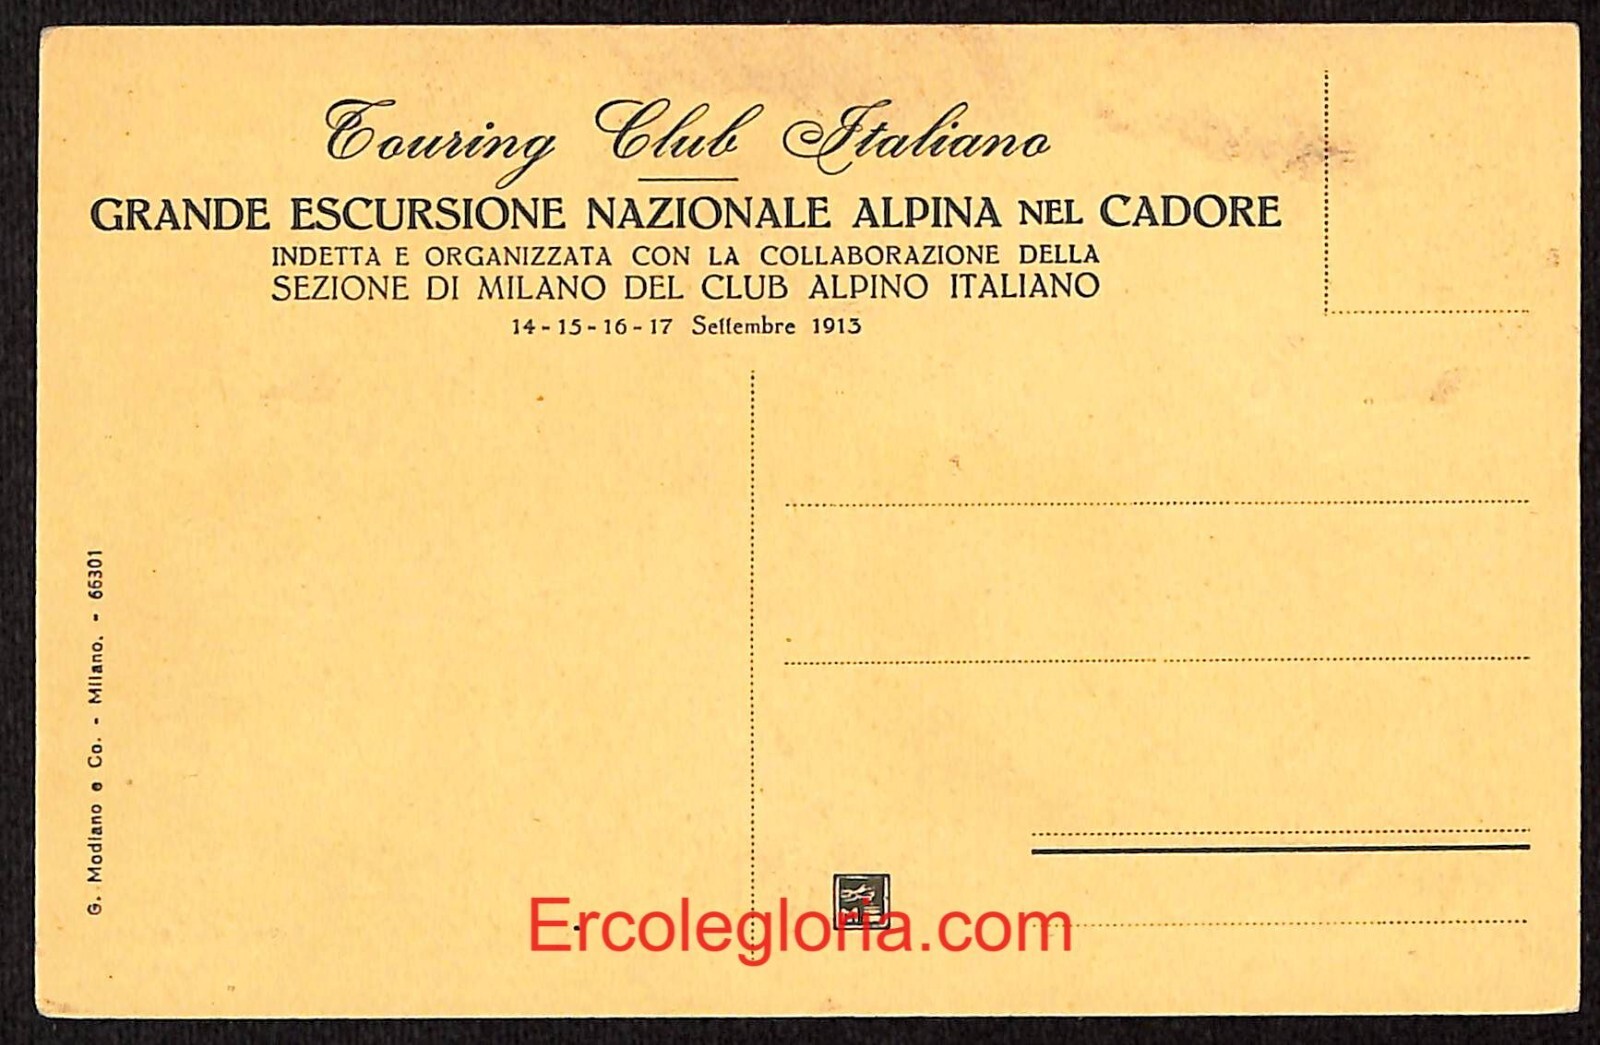 Touring Club Italiano
GRANDE ESCURSIONE NAZIONALE ALPINA NEL CADORE
INDETTA E ORGANIZZATA CON LA COLLABORAZIONE DELLA
SEZIONE DI MILANO DEL CLUB ALPINO ITALIANO
14-15-16-17 Settembre 1913
G. Modiano e Co. - Milano. - 66301
Ercolegloria.com